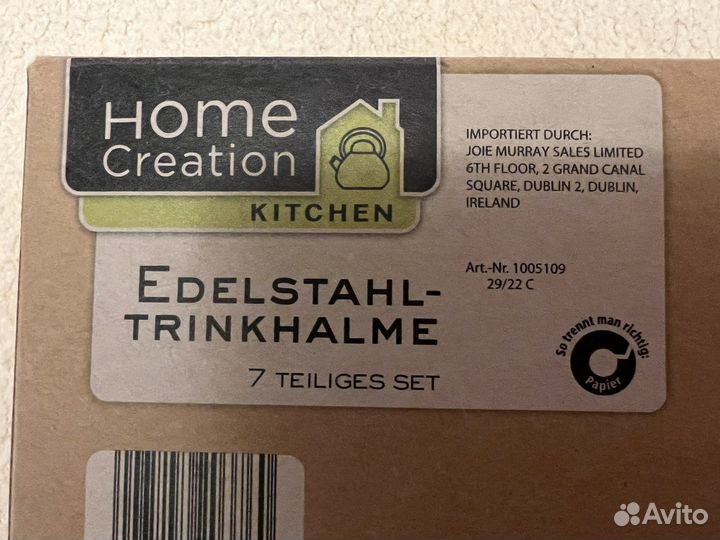 Home
Creation
KITCHEN
EDELSTAHL-
TRINKHALME
7 TEILIGES SET
IMPORTIERT DURCH:
JOIE MURRAY SALES LIMITED
6TH FLOOR, 2 GRAND CANAL
SQUARE, DUBLIN 2, DUBLIN,
IRELAND
Art.-Nr. 1005109
29/22 C
So trennt man richtig:
Papier
Avito